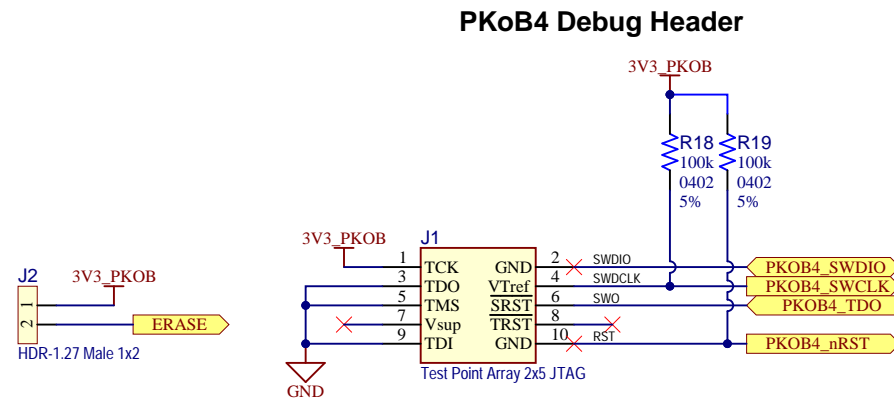 PKoB4 Debug Header
3V3_PKOB
R18
100k
0402
5%
R19
100k
0402
5%
J2
3V3_PKOB
1
2
ERASE
HDR-1.27 Male 1x2
3V3_PKOB
J1
1 TCK GND 2 SWDIO PKOB4_SWDIO
3 TDO VTref 4 SWDCLK PKOB4_SWCLK
5 TMS SRST 6 SWO PKOB4_TDO
7 Vsup TRST 8
9 TDI GND 10 RST PKOB4_nRST
Test Point Array 2x5 JTAG
GND